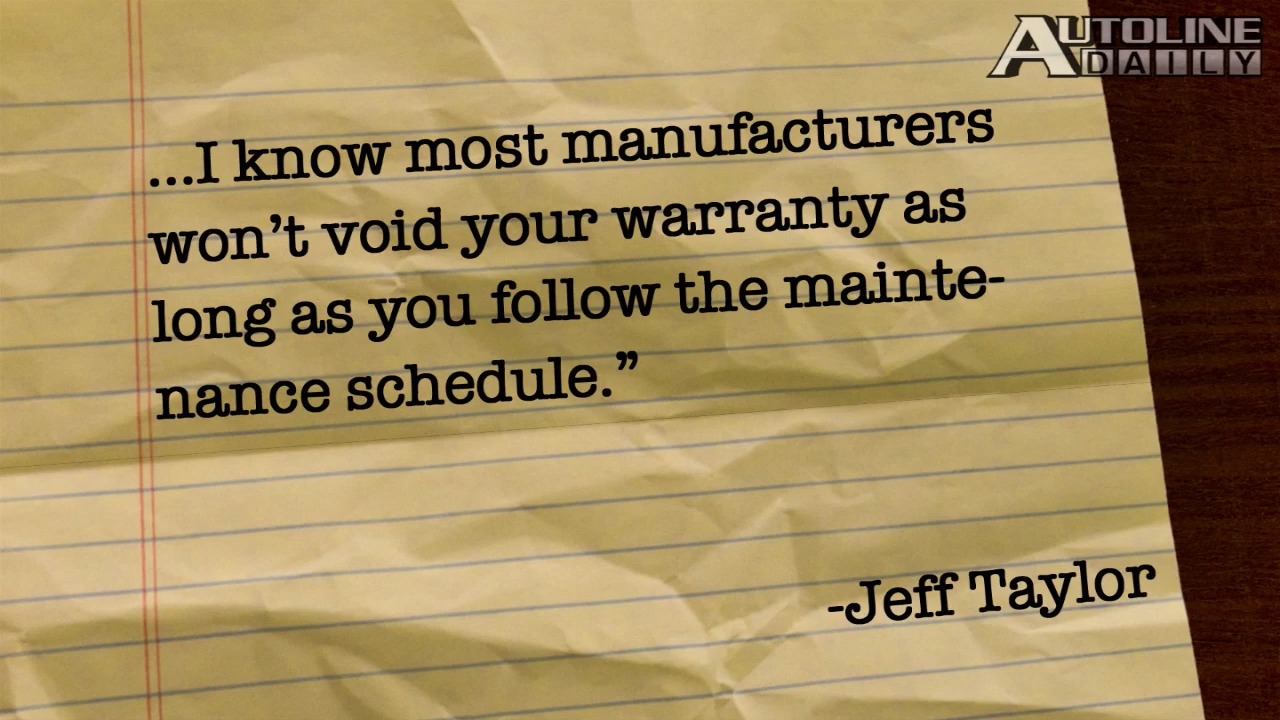 AUTOLINE
DAILY
...I know most manufacturers
won’t void your warranty as
long as you follow the mainte-
nance schedule.”
-Jeff Taylor